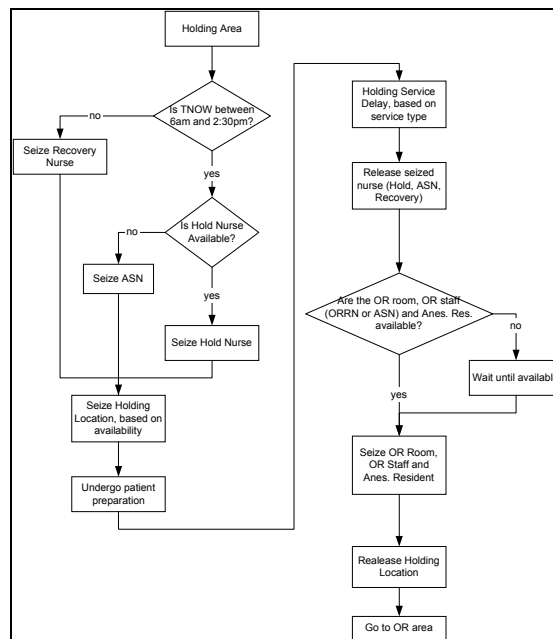 Holding Area
Is TNOW between
6am and 2:30pm?
no
yes
Seize Recovery
Nurse
Is Hold Nurse
Available?
no
yes
Seize ASN
Seize Hold Nurse
Seize Holding
Location, based on
availability
Undergo patient
preparation
Holding Service
Delay, based on
service type
Release seized
nurse (Hold, ASN,
Recovery)
Are the OR room, OR staff
(ORRN or ASN) and Anes. Res.
available?
no
yes
Wait until available
Seize OR Room,
OR Staff and
Anes. Resident
Realease Holding
Location
Go to OR area